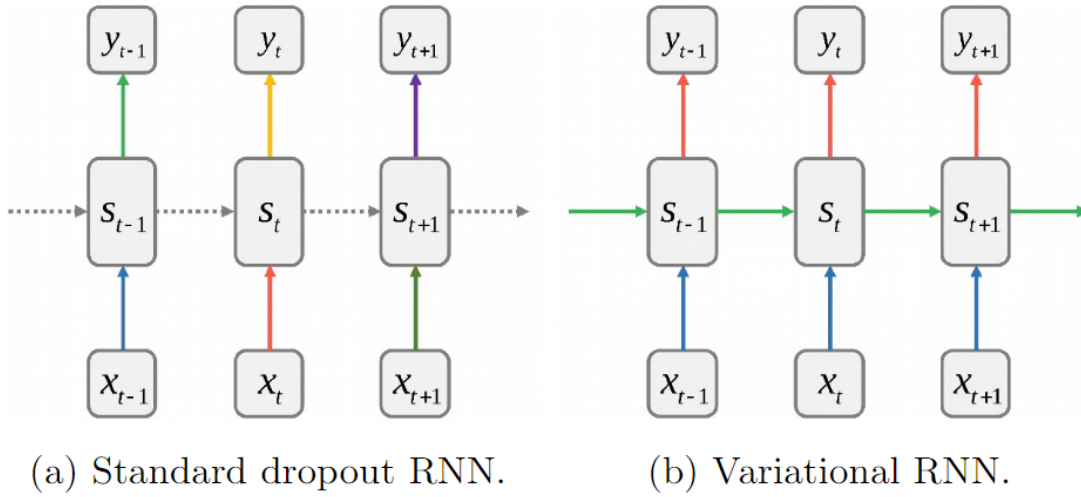 y_{t-1} y_t y_{t+1} y_{t-1} y_t y_{t+1}
s_{t-1} s_t s_{t+1} s_{t-1} s_t s_{t+1}
x_{t-1} x_t x_{t+1} x_{t-1} x_t x_{t+1}
(a) Standard dropout RNN. (b) Variational RNN.